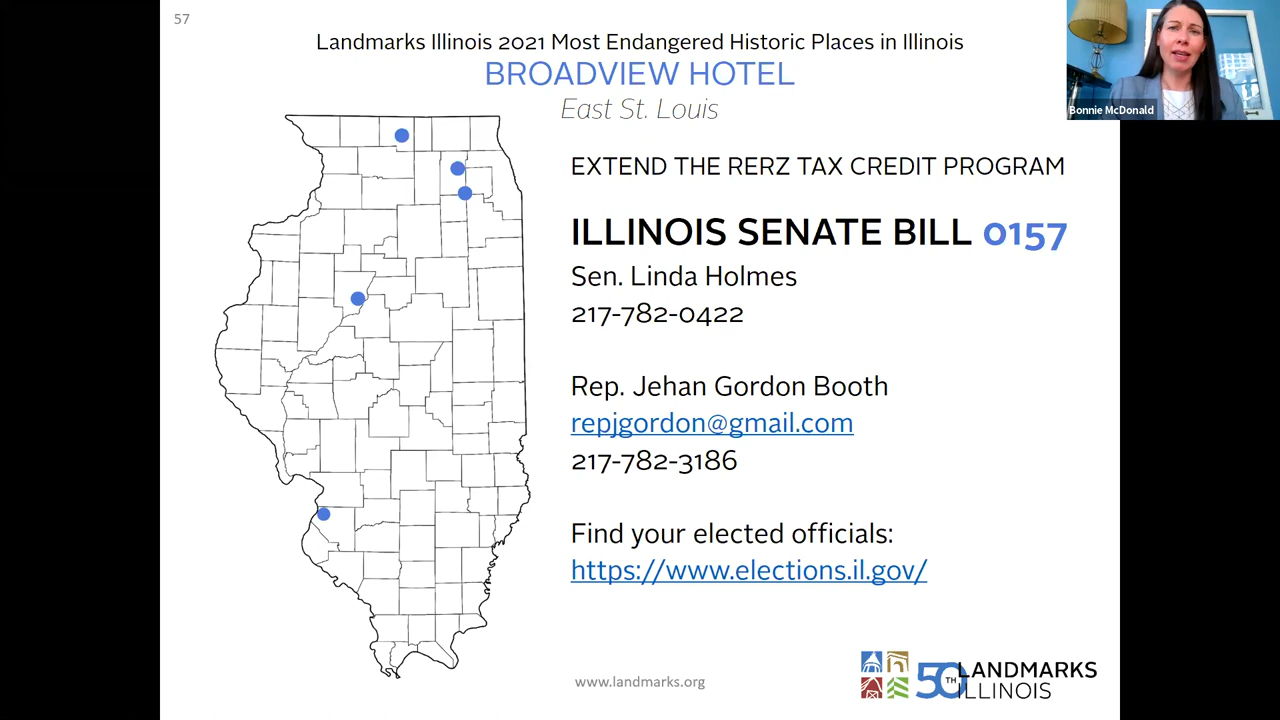 57
Landmarks Illinois 2021 Most Endangered Historic Places in Illinois
BROADVIEW HOTEL
East St. Louis
Bonnie McDonald
EXTEND THE RERZ TAX CREDIT PROGRAM
ILLINOIS SENATE BILL 0157
Sen. Linda Holmes
217-782-0422
Rep. Jehan Gordon Booth
repjgordon@gmail.com
217-782-3186
Find your elected officials:
https://www.elections.il.gov/
www.landmarks.org
50TH LANDMARKS
ILLINOIS